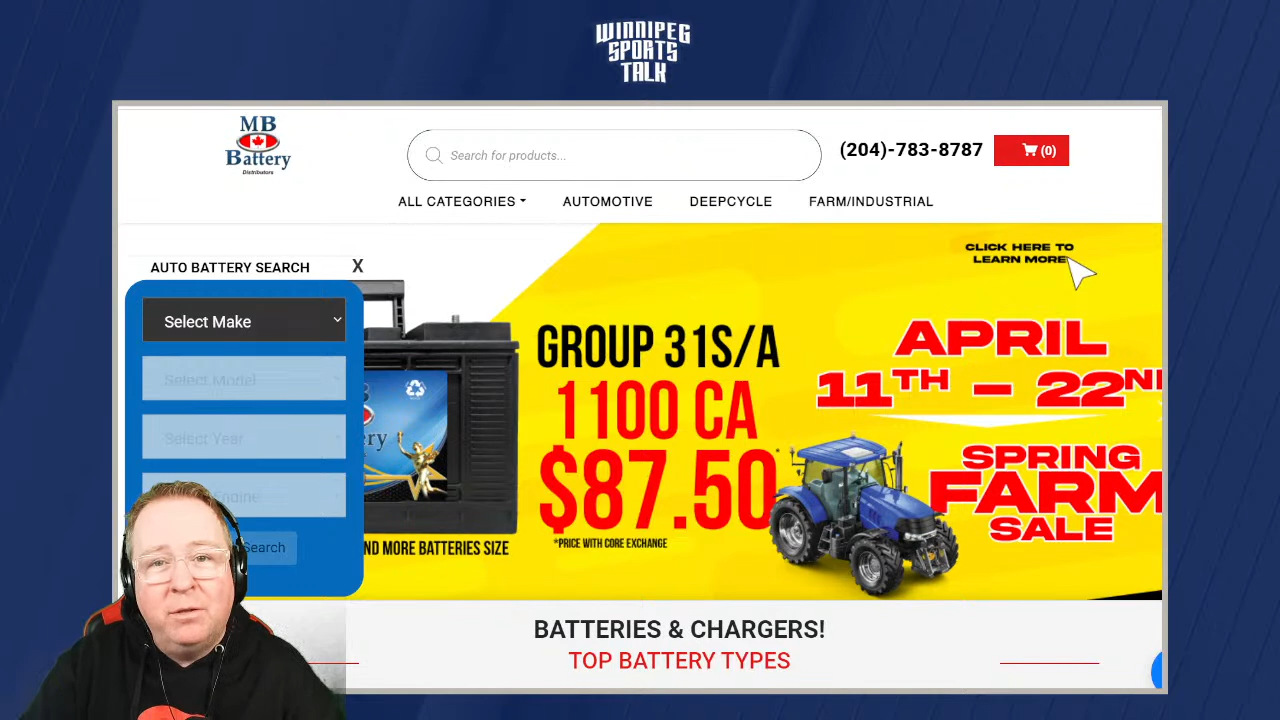 WINNIPEG
SPORTS
TALK
MB
Battery
Distributors
Search for products...
(204)-783-8787
(0)
ALL CATEGORIES
AUTOMOTIVE
DEEPCYCLE
FARM/INDUSTRIAL
AUTO BATTERY SEARCH
X
Select Make
Select Model
Select Year
Engine
Search
CLICK HERE TO
LEARN MORE
GROUP 31S/A
1100 CA
$87.50*
*PRICE WITH CORE EXCHANGE
ND MORE BATTERIES SIZE
APRIL
11TH - 22N
SPRING
FARM
SALE
BATTERIES & CHARGERS!
TOP BATTERY TYPES